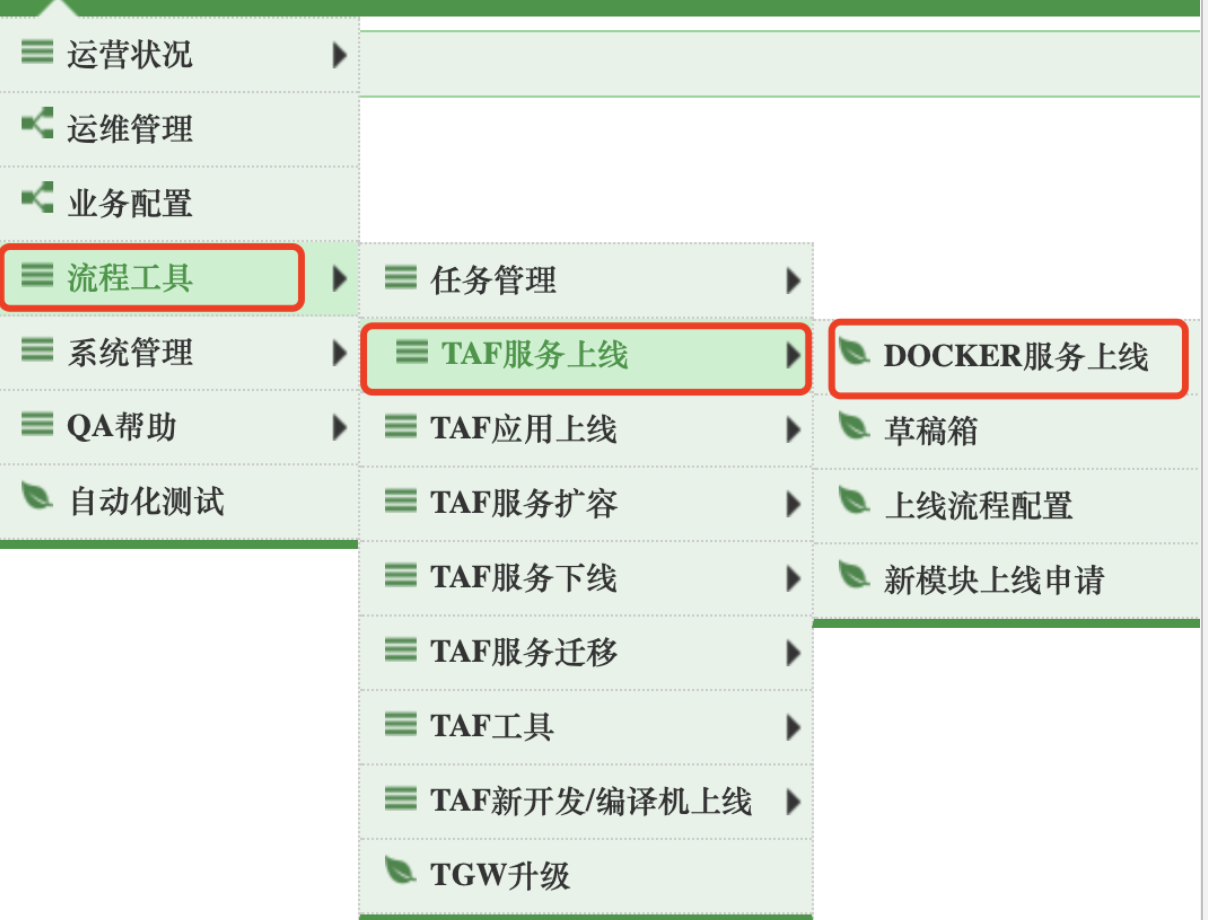 运营状况
运维管理
业务配置
流程工具
系统管理
QA帮助
自动化测试
任务管理
TAF服务上线
TAF应用上线
TAF服务扩容
TAF服务下线
TAF服务迁移
TAF工具
TAF新开发/编译机上线
TGW升级
DOCKER服务上线
草稿箱
上线流程配置
新模块上线申请